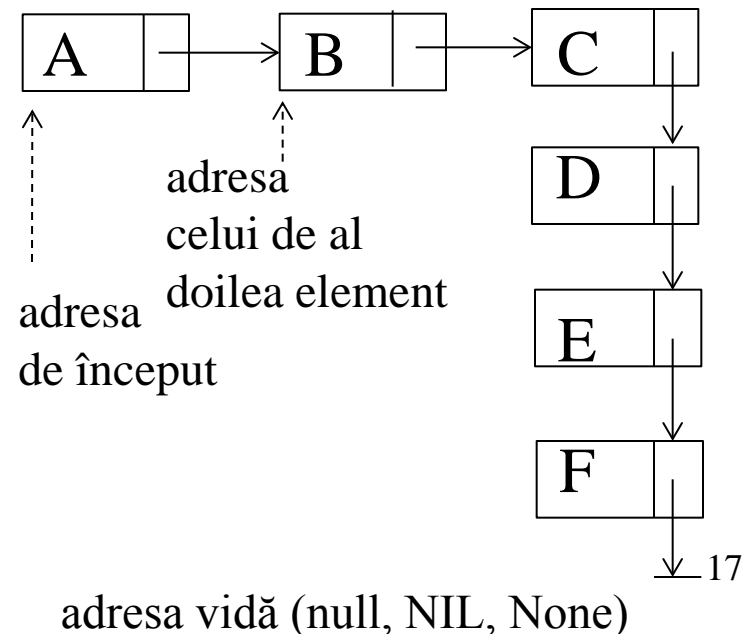 A
B
C
D
E
F
adresa
celui de al
doilea element
adresa
de început
17
adresa vidă (null, NIL, None)